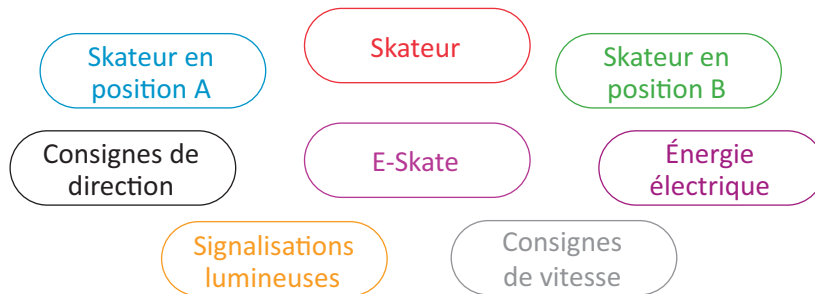 Skateur en
position A
Skateur
Skateur en
position B
Consignes de
direction
E-Skate
Énergie
électrique
Signalisations
lumineuses
Consignes
de vitesse